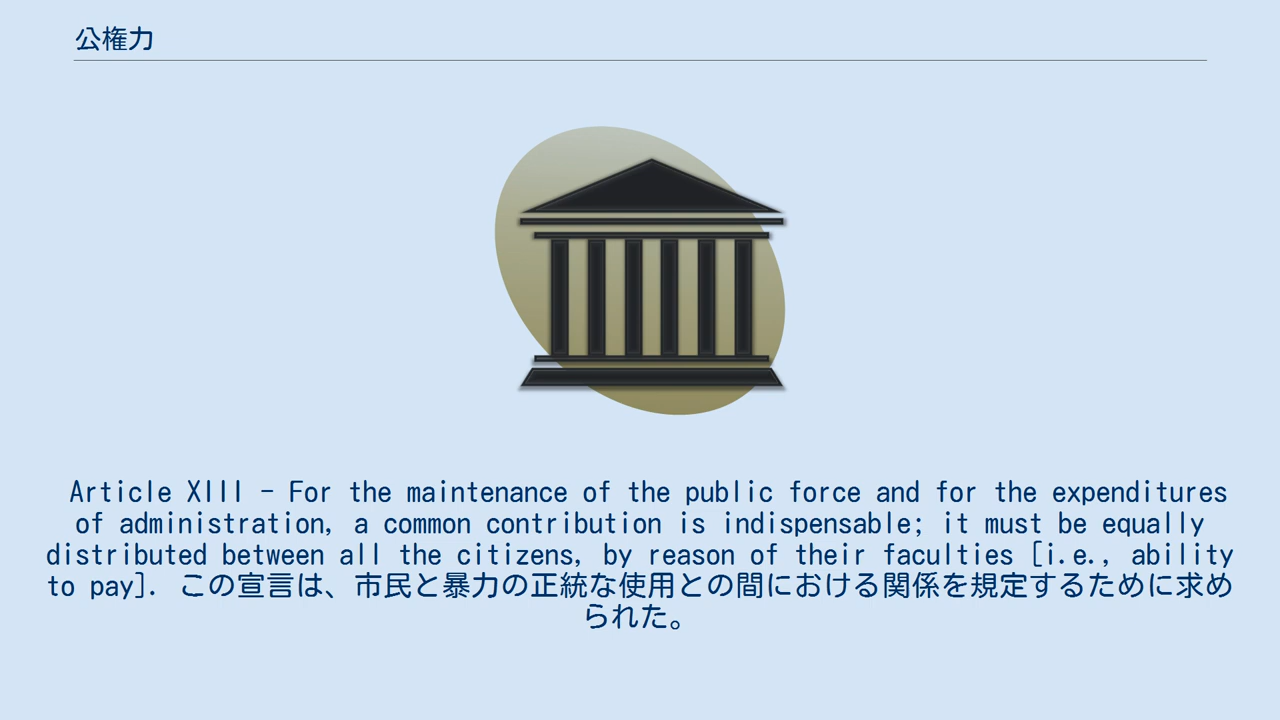 公権力
Article XIII – For the maintenance of the public force and for the expenditures
of administration, a common contribution is indispensable; it must be equally
distributed between all the citizens, by reason of their faculties [i.e., ability
to pay]. この宣言は、市民と暴力の正統な使用との間における関係を規定するために求め
られた。